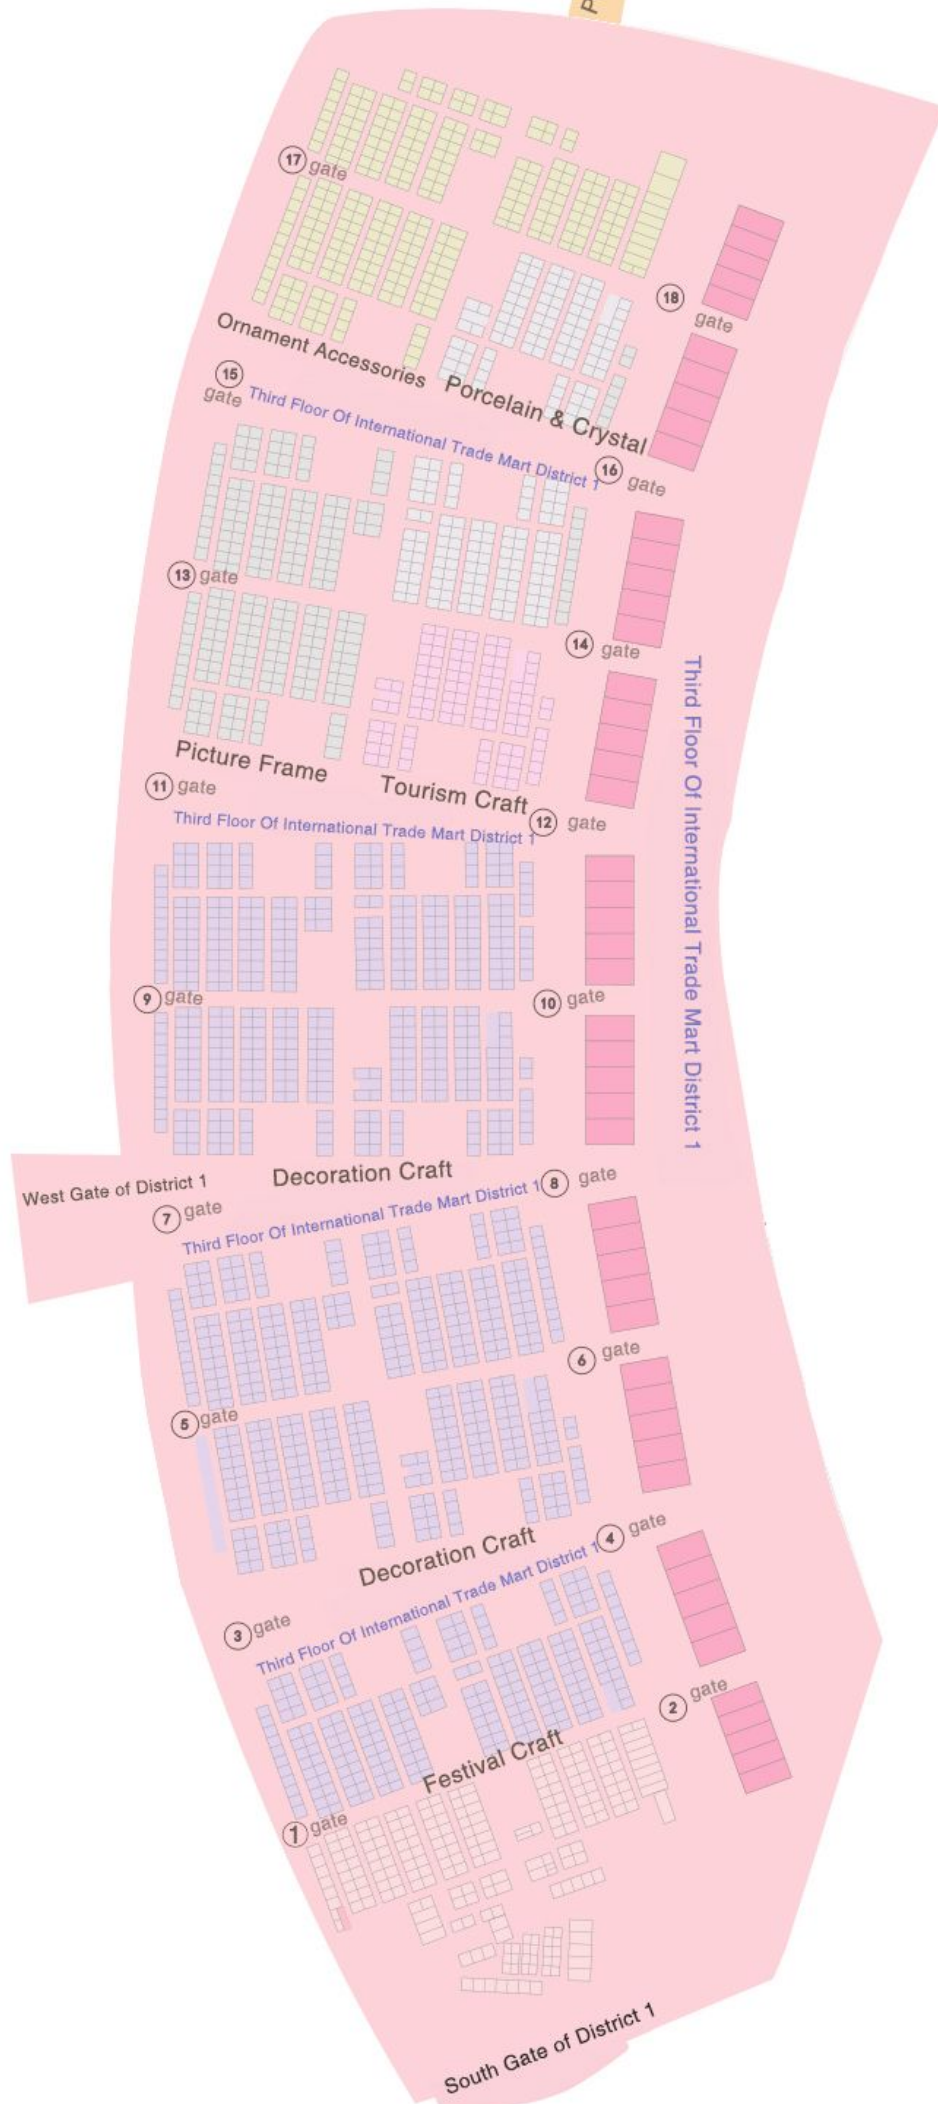 P
17 gate
18 gate
Ornament Accessories
Porcelain & Crystal
15 gate
Third Floor Of International Trade Mart District 1
16 gate
13 gate
14 gate
Third Floor Of International Trade Mart District 1
Picture Frame
Tourism Craft
11 gate
12 gate
Third Floor Of International Trade Mart District 1
9 gate
10 gate
Decoration Craft
West Gate of District 1
8 gate
7 gate
Third Floor Of International Trade Mart District 1
6 gate
5 gate
Decoration Craft
4 gate
3 gate
Third Floor Of International Trade Mart District 1
2 gate
Festival Craft
1 gate
South Gate of District 1